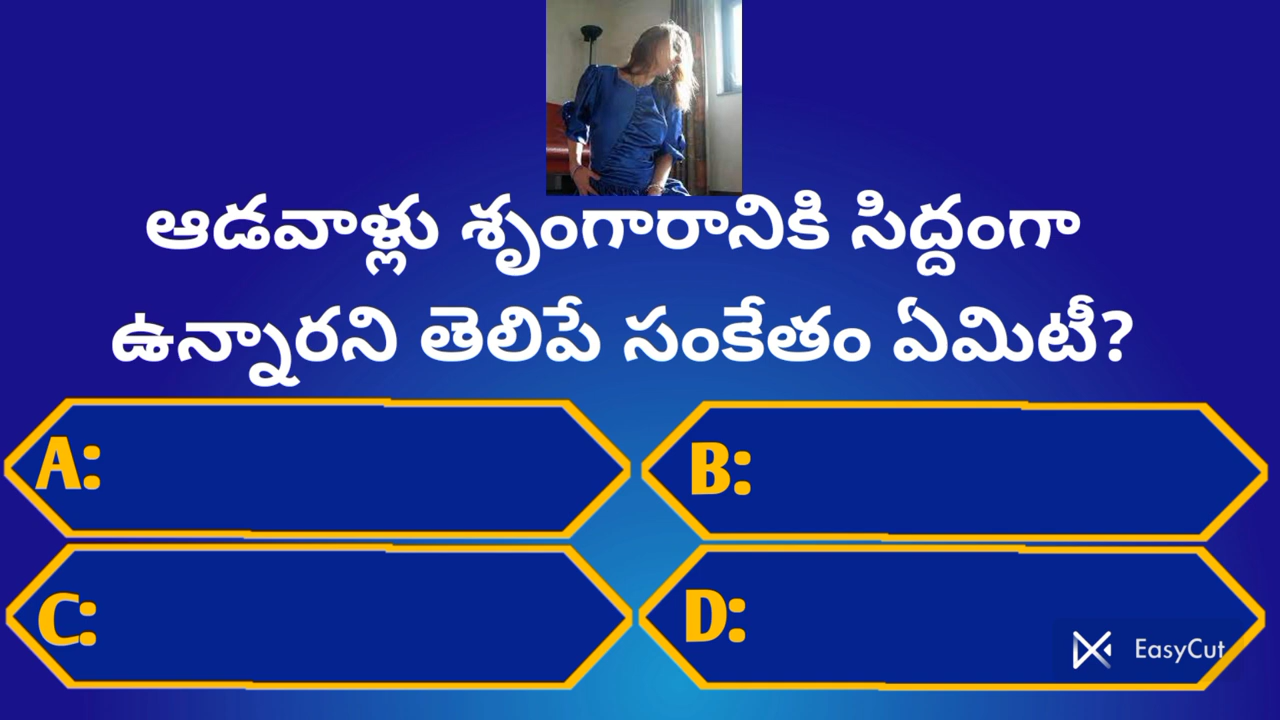 ఆడవాళ్లు శృంగారానికి సిద్దంగా
ఉన్నారని తెలిపే సంకేతం ఏమిటీ?
A:
B:
C:
D:
EasyCut